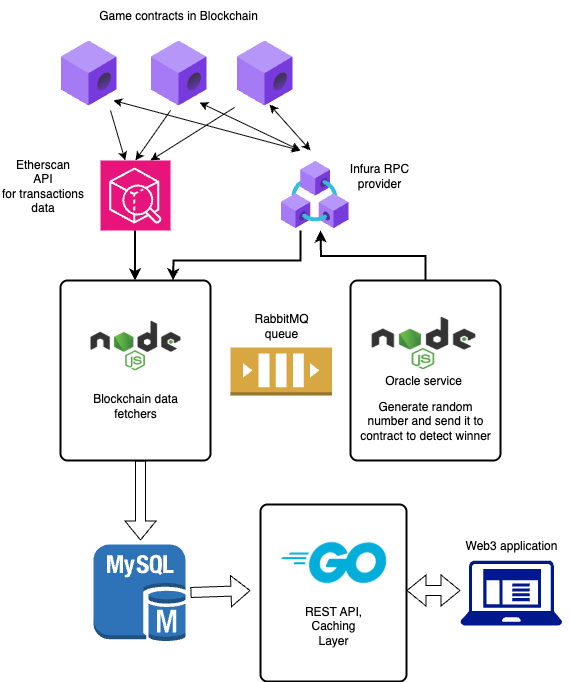 Game contracts in Blockchain
Etherscan
API
for transactions
data
Infura RPC
provider
node
JS
Blockchain data
fetchers
RabbitMQ
queue
node
JS
Oracle service
Generate random
number and send it to
contract to detect winner
MySQL
M
GO
REST API,
Caching
Layer
Web3 application